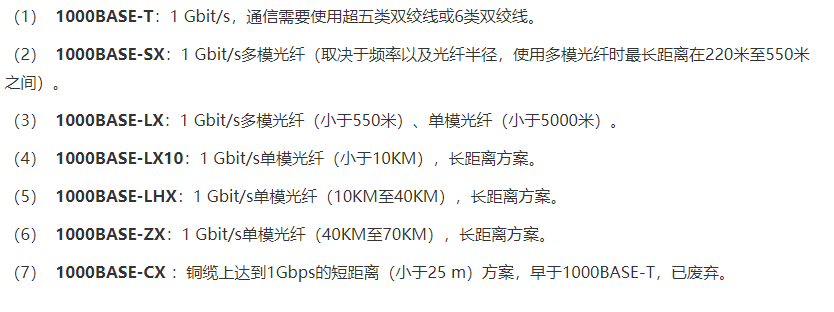 （1） 1000BASE-T：1 Gbit/s，通信需要使用超五类双绞线或6类双绞线。
（2） 1000BASE-SX：1 Gbit/s多模光纤（取决于频率以及光纤半径，使用多模光纤时最长距离在220米至550米
之间）。
（3） 1000BASE-LX：1 Gbit/s多模光纤（小于550米）、单模光纤（小于5000米）。
（4） 1000BASE-LX10：1 Gbit/s单模光纤（小于10KM），长距离方案。
（5） 1000BASE-LHX：1 Gbit/s单模光纤（10KM至40KM），长距离方案。
（6） 1000BASE-ZX：1 Gbit/s单模光纤（40KM至70KM），长距离方案。
（7） 1000BASE-CX ：铜缆上达到1Gbps的短距离（小于25 m）方案，早于1000BASE-T，已废弃。